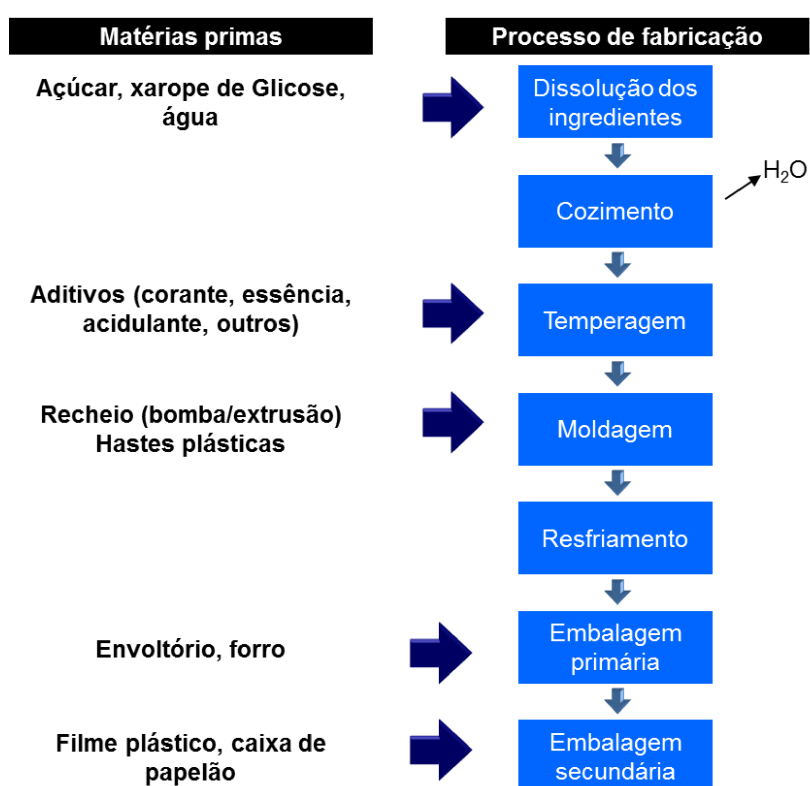 Matérias primas
Processo de fabricação
Açúcar, xarope de Glicose,
água
Dissolução dos
ingredientes
H₂O
Cozimento
Aditivos (corante, essência,
acidulante, outros)
Temperagem
Recheio (bomba/extrusão)
Hastes plásticas
Moldagem
Resfriamento
Envoltório, forro
Embalagem
primária
Filme plástico, caixa de
papelão
Embalagem
secundária